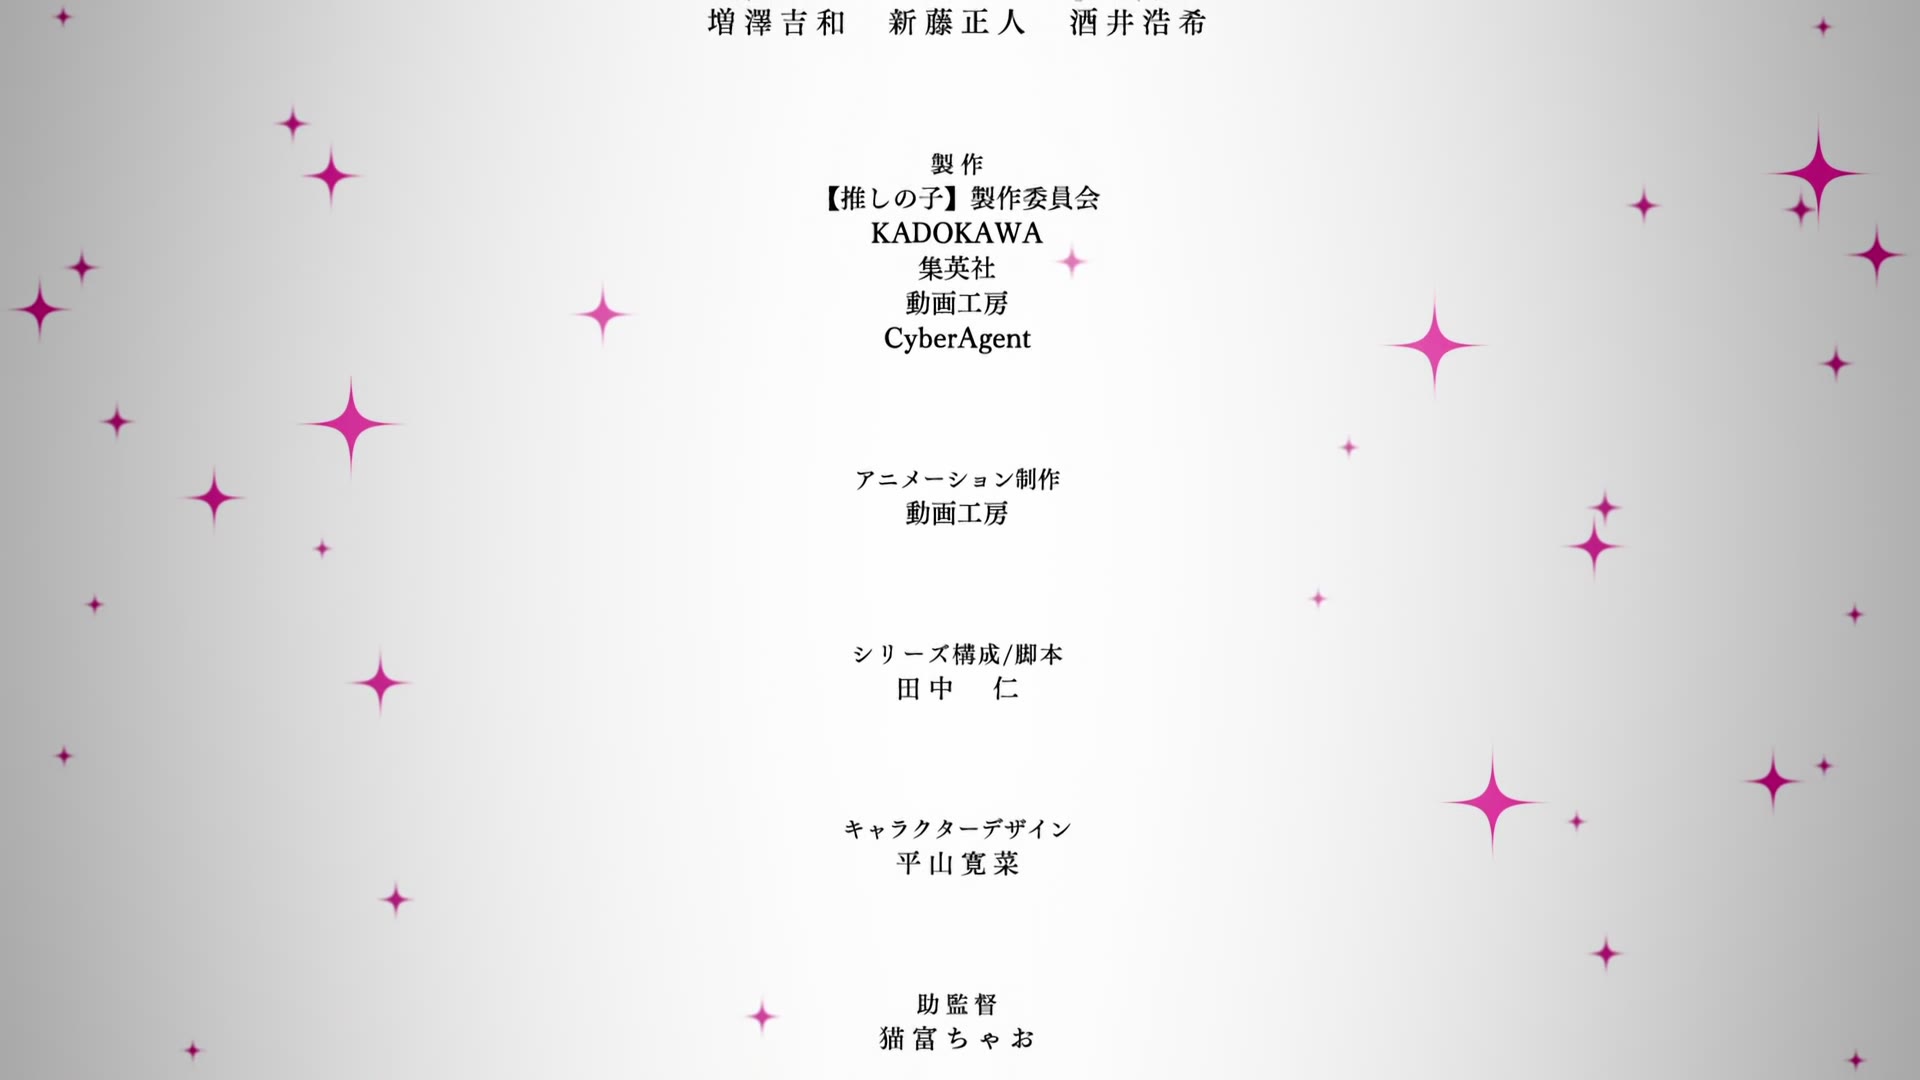 増澤吉和　新藤正人　酒井浩希
製作
【推しの子】製作委員会
KADOKAWA
集英社
動画工房
CyberAgent
アニメーション制作
動画工房
シリーズ構成/脚本
田中　仁
キャラクターデザイン
平山寛菜
助監督
猫富ちゃお